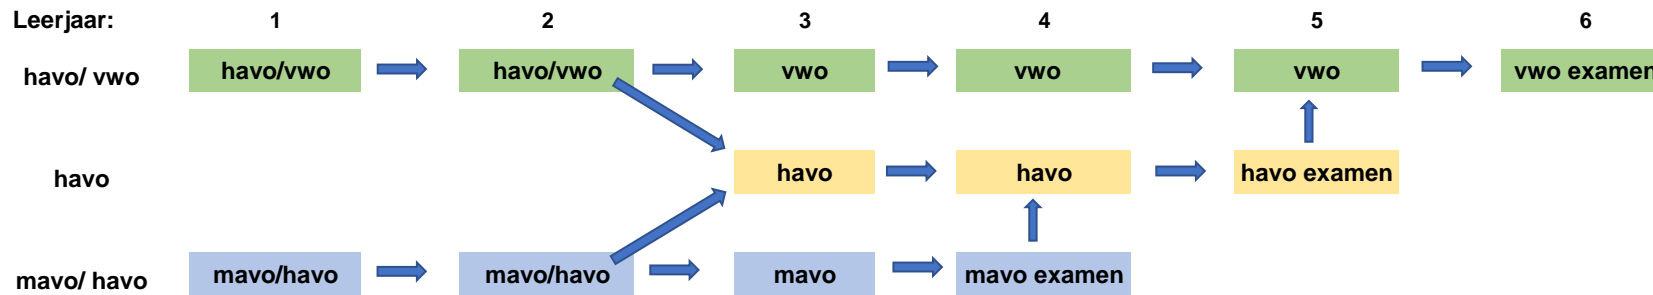 Leerjaar: 1 2 3 4 5 6
havo/ vwo havo/vwo havo/vwo vwo vwo vwo vwo examen
havo havo havo havo examen
mavo/ havo mavo/havo mavo/havo mavo mavo examen